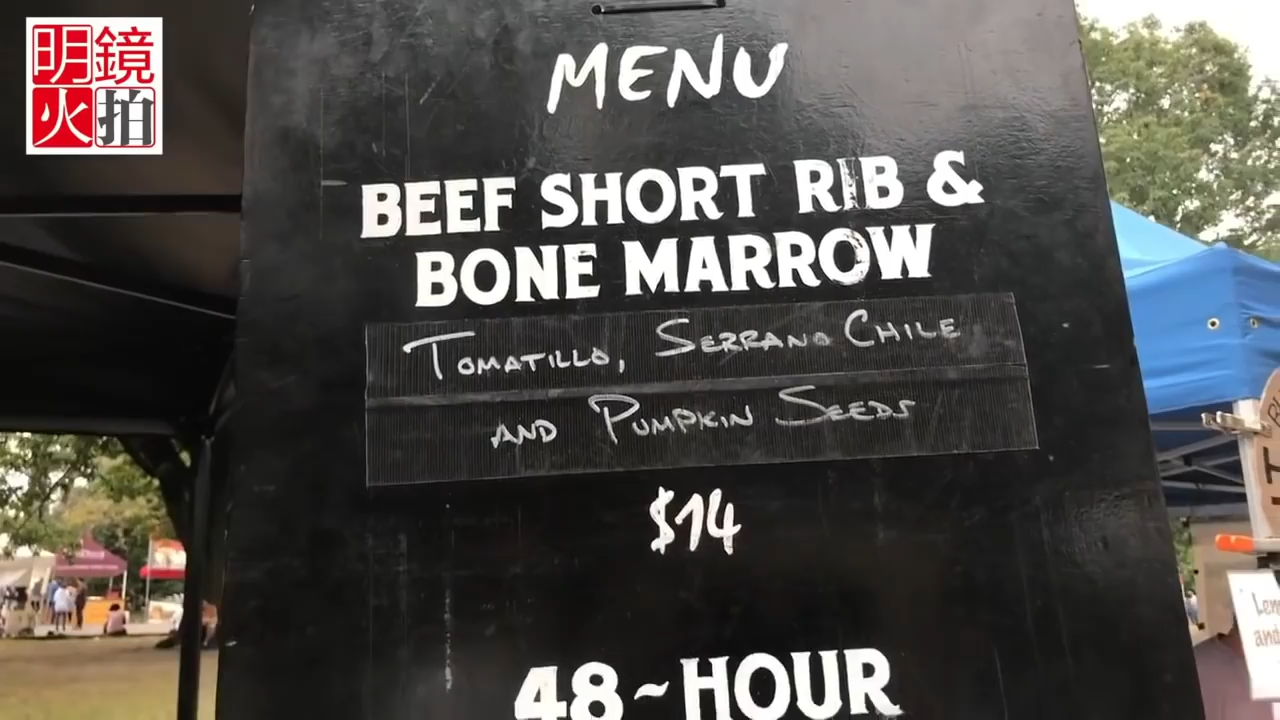 明鏡
火拍
MENU
BEEF SHORT RIB &
BONE MARROW
TOMATILLO, SERRANO CHILE
AND PUMPKIN SEEDS
$14
48~HOUR
and